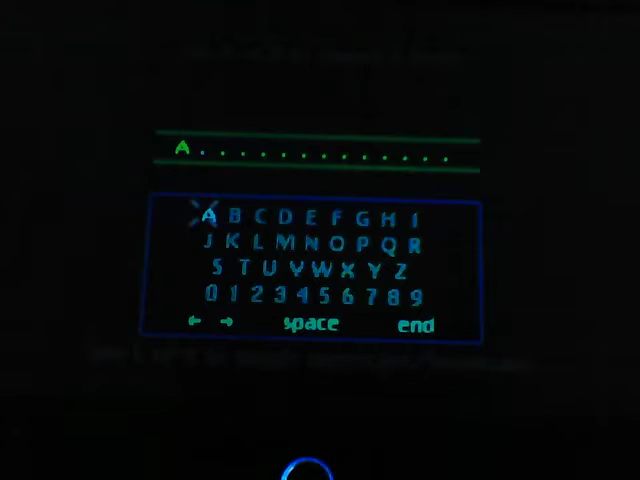 A.............
A B C D E F G H I
J K L M N O P Q R
S T U V W X Y Z
0 1 2 3 4 5 6 7 8 9
← → space end